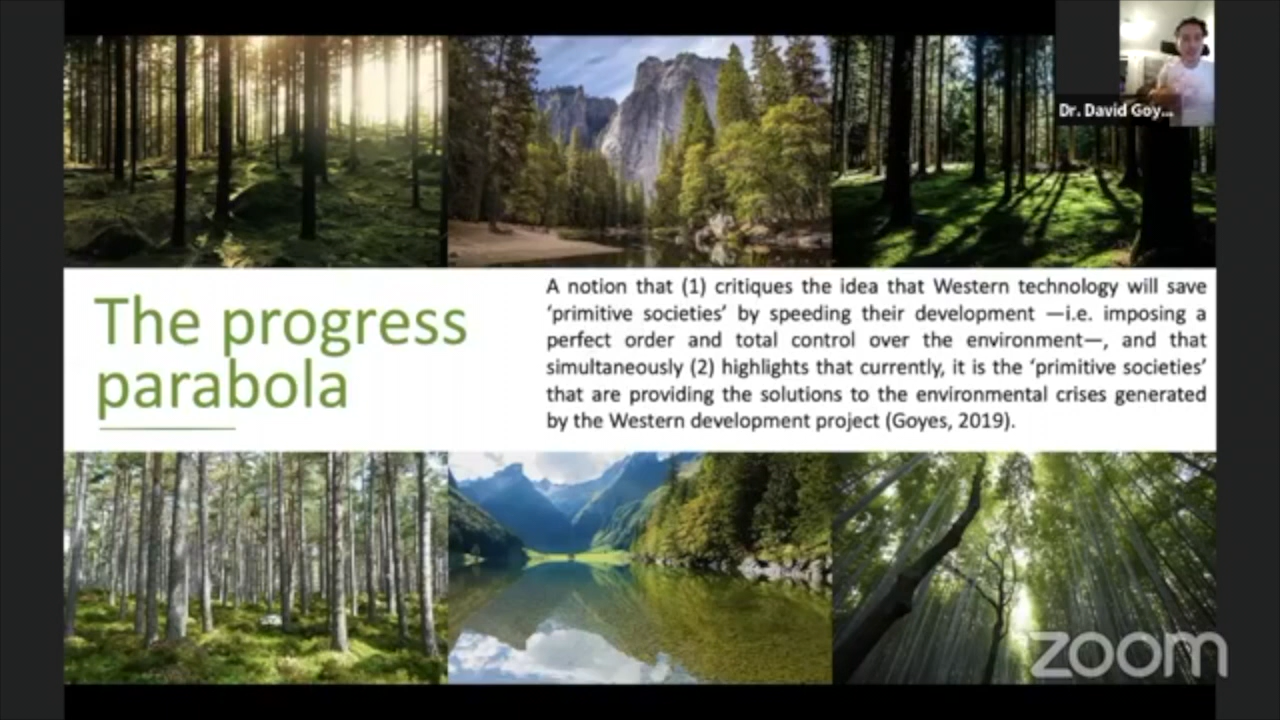 Dr. David Goy...
The progress
parabola
A notion that (1) critiques the idea that Western technology will save
‘primitive societies’ by speeding their development —i.e. imposing a
perfect order and total control over the environment—, and that
simultaneously (2) highlights that currently, it is the ‘primitive societies’
that are providing the solutions to the environmental crises generated
by the Western development project (Goyes, 2019).
zoom